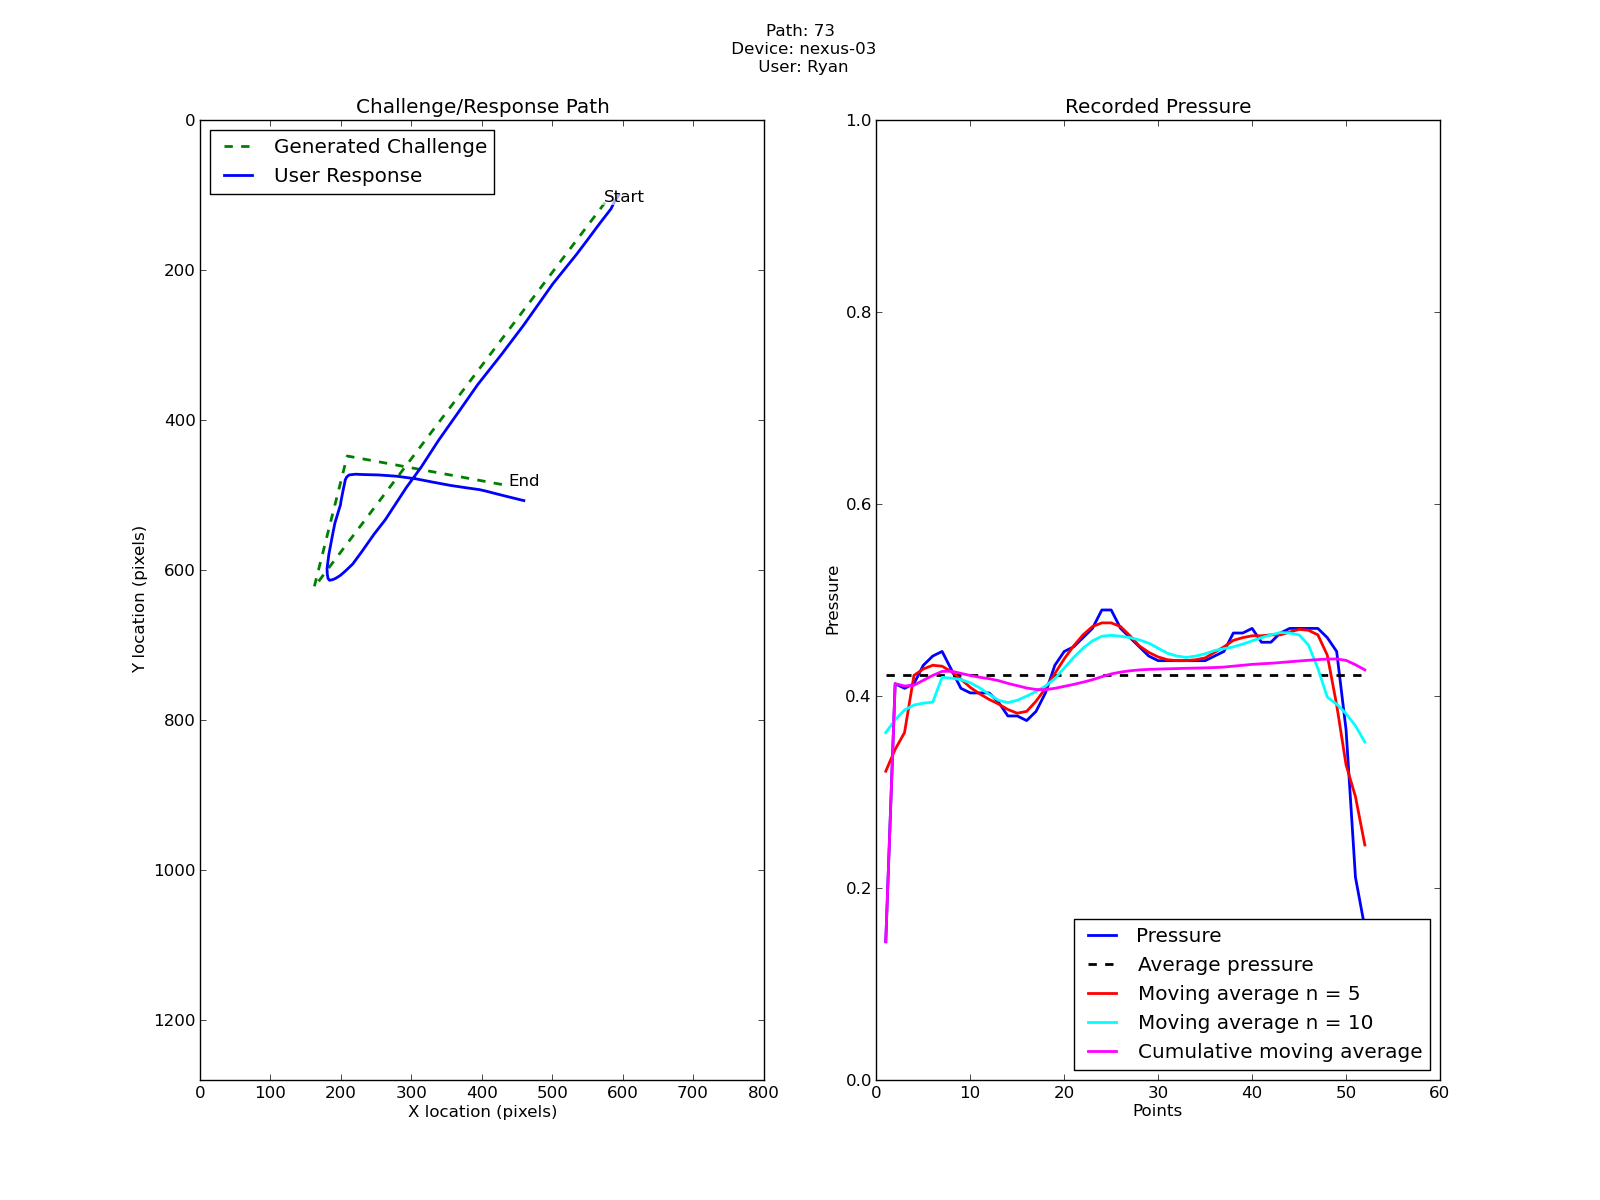 Path: 73
Device: nexus-03
User: Ryan
Challenge/Response Path
Generated Challenge
User Response
Start
End
0
200
400
600
800
1000
1200
Y location (pixels)
0 100 200 300 400 500 600 700 800
X location (pixels)
Recorded Pressure
1.0
0.8
0.6
0.4
0.2
0.0
Pressure
Pressure
Average pressure
Moving average n = 5
Moving average n = 10
Cumulative moving average
0 10 20 30 40 50 60
Points